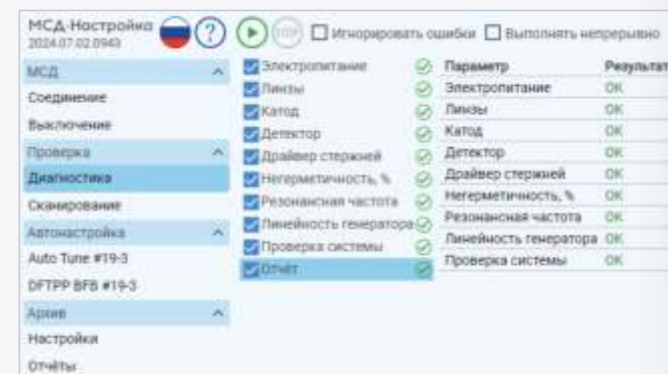 МСД-Настройка
2024.07.02.0943
?
STOP
Игнорировать ошибки
Выполнять непрерывно
МСД
Соединение
Выключение
Проверка
Диагностика
Сканирование
Автонастройка
Auto Tune #19-3
DFTPP BFB #19-3
Архив
Настройки
Отчёты
Электропитание
Линзы
Катод
Детектор
Драйвер стержней
Негерметичность, %
Резонансная частота
Линейность генератора
Проверка системы
Отчёт
Параметр Результат
Электропитание OK
Линзы OK
Катод OK
Детектор OK
Драйвер стержней OK
Негерметичность, % OK
Резонансная частота OK
Линейность генератора OK
Проверка системы OK